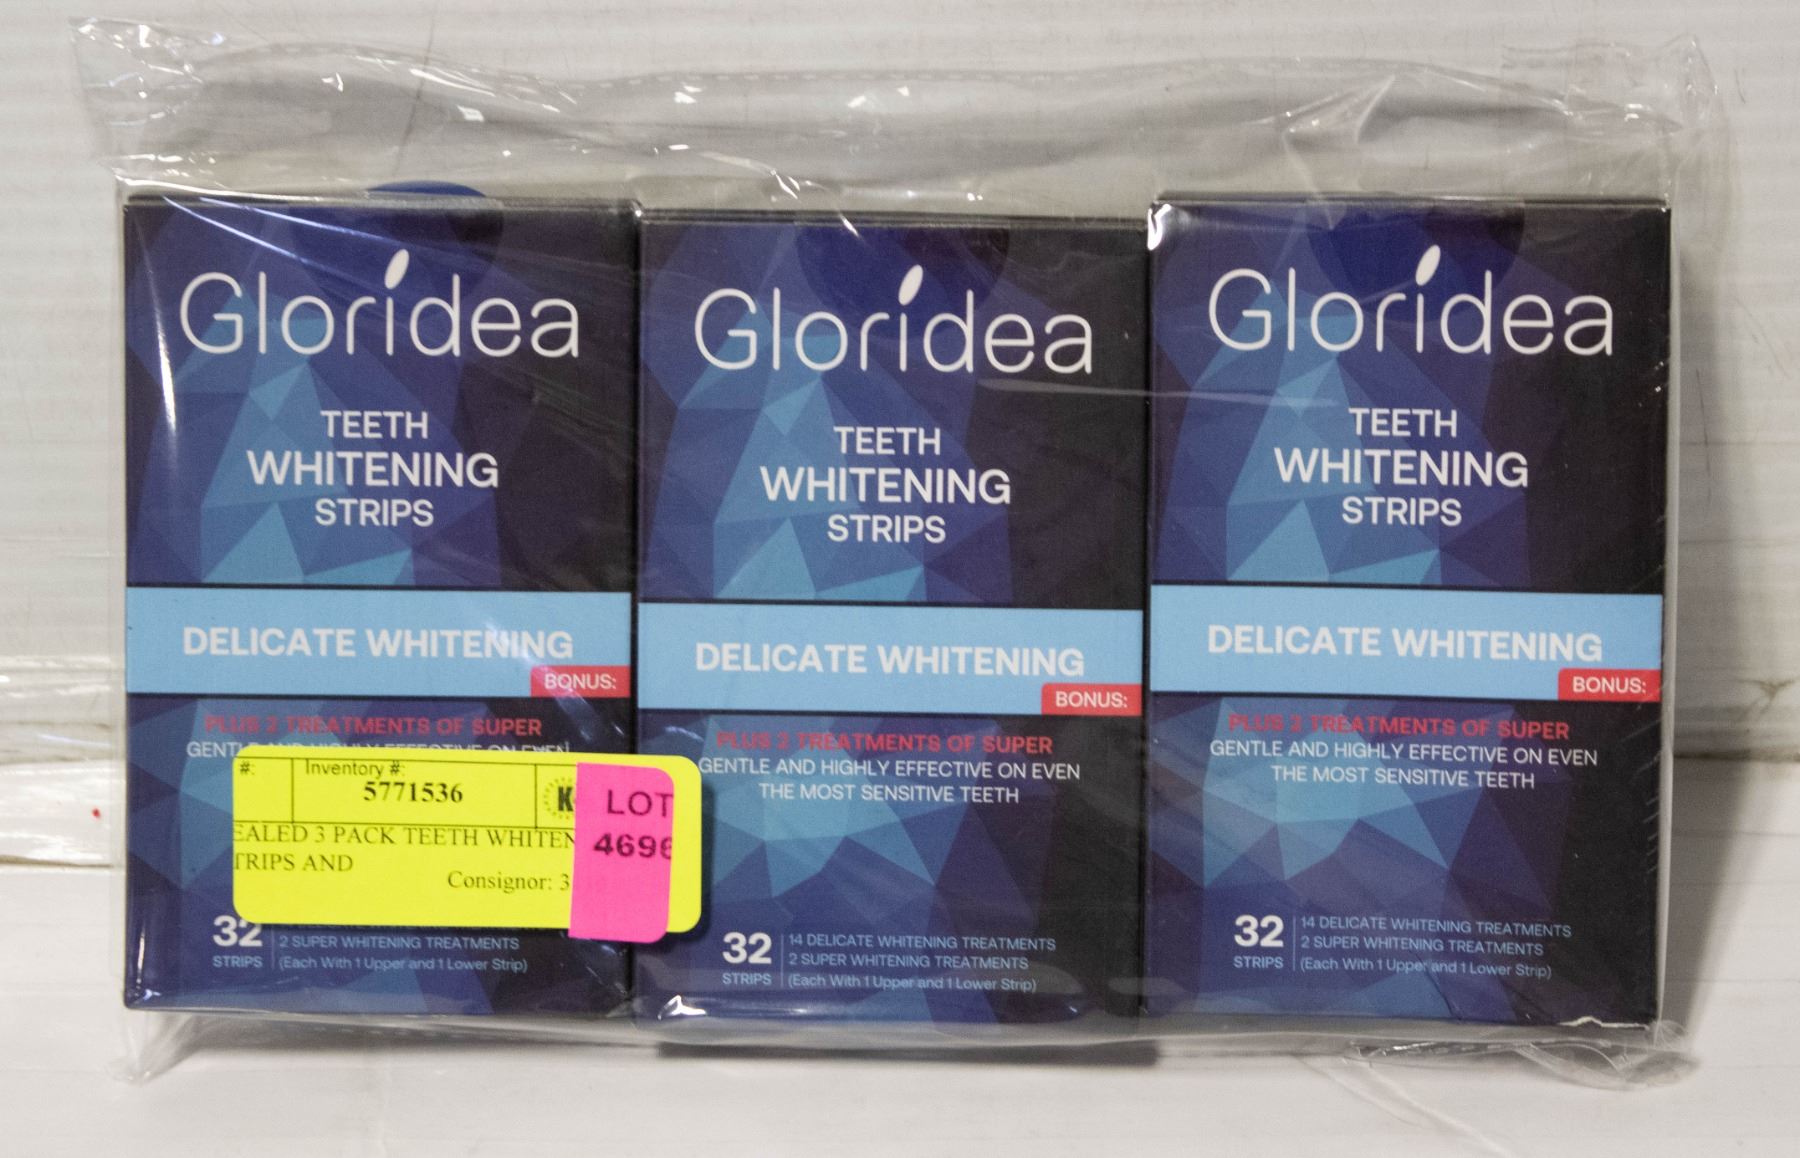 Gloridea
TEETH
WHITENING
STRIPS
DELICATE WHITENING
BONUS:
PLUS 2 TREATMENTS OF SUPER
#:
Inventory #:
5771536
EALED 3 PACK TEETH WHITEN
TRIPS AND
Consignor: 3
LOT
469
32
STRIPS
2 SUPER WHITENING TREATMENTS
(Each With 1 Upper and 1 Lower Strip)
Gloridea
TEETH
WHITENING
STRIPS
DELICATE WHITENING
BONUS:
PLUS 2 TREATMENTS OF SUPER
GENTLE AND HIGHLY EFFECTIVE ON EVEN
THE MOST SENSITIVE TEETH
32
STRIPS
14 DELICATE WHITENING TREATMENTS
2 SUPER WHITENING TREATMENTS
(Each With 1 Upper and 1 Lower Strip)
Gloridea
TEETH
WHITENING
STRIPS
DELICATE WHITENING
BONUS:
PLUS 2 TREATMENTS OF SUPER
GENTLE AND HIGHLY EFFECTIVE ON EVEN
THE MOST SENSITIVE TEETH
32
STRIPS
14 DELICATE WHITENING TREATMENTS
2 SUPER WHITENING TREATMENTS
(Each With 1 Upper and 1 Lower Strip)